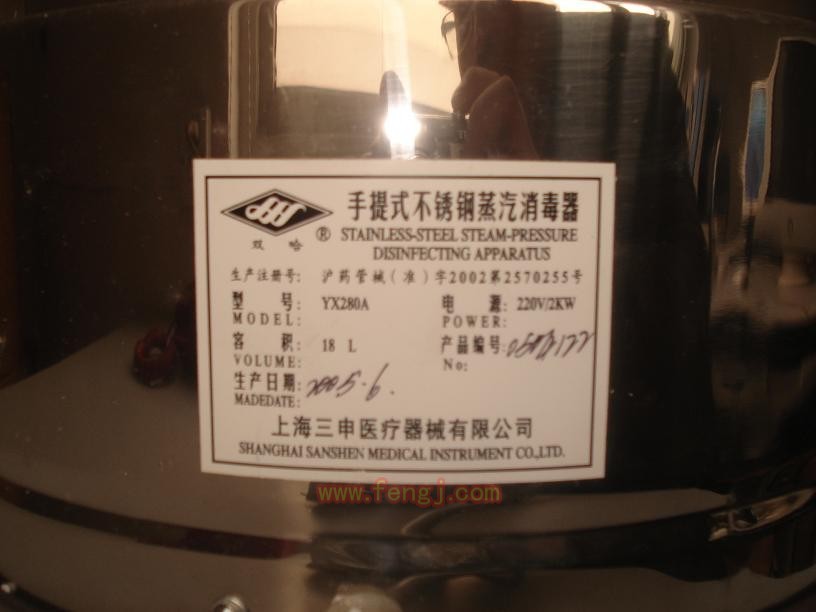 手提式不锈钢蒸汽消毒器
双 哈 ® STAINLESS-STEEL STEAM-PRESSURE
DISINFECTING APPARATUS
生产注册号: 沪药管械(准)字2002第2570255号
型 号: YX280A 电 源: 220V/2KW
MODEL: POWER:
容 积: 18 L 产品编号:
VOLUME: No:
生产日期: 2005.6.
MADEDATE:
上海三申医疗器械有限公司
SHANGHAI SANSHEN MEDICAL INSTRUMENT CO.,LTD.
www.fengj.com